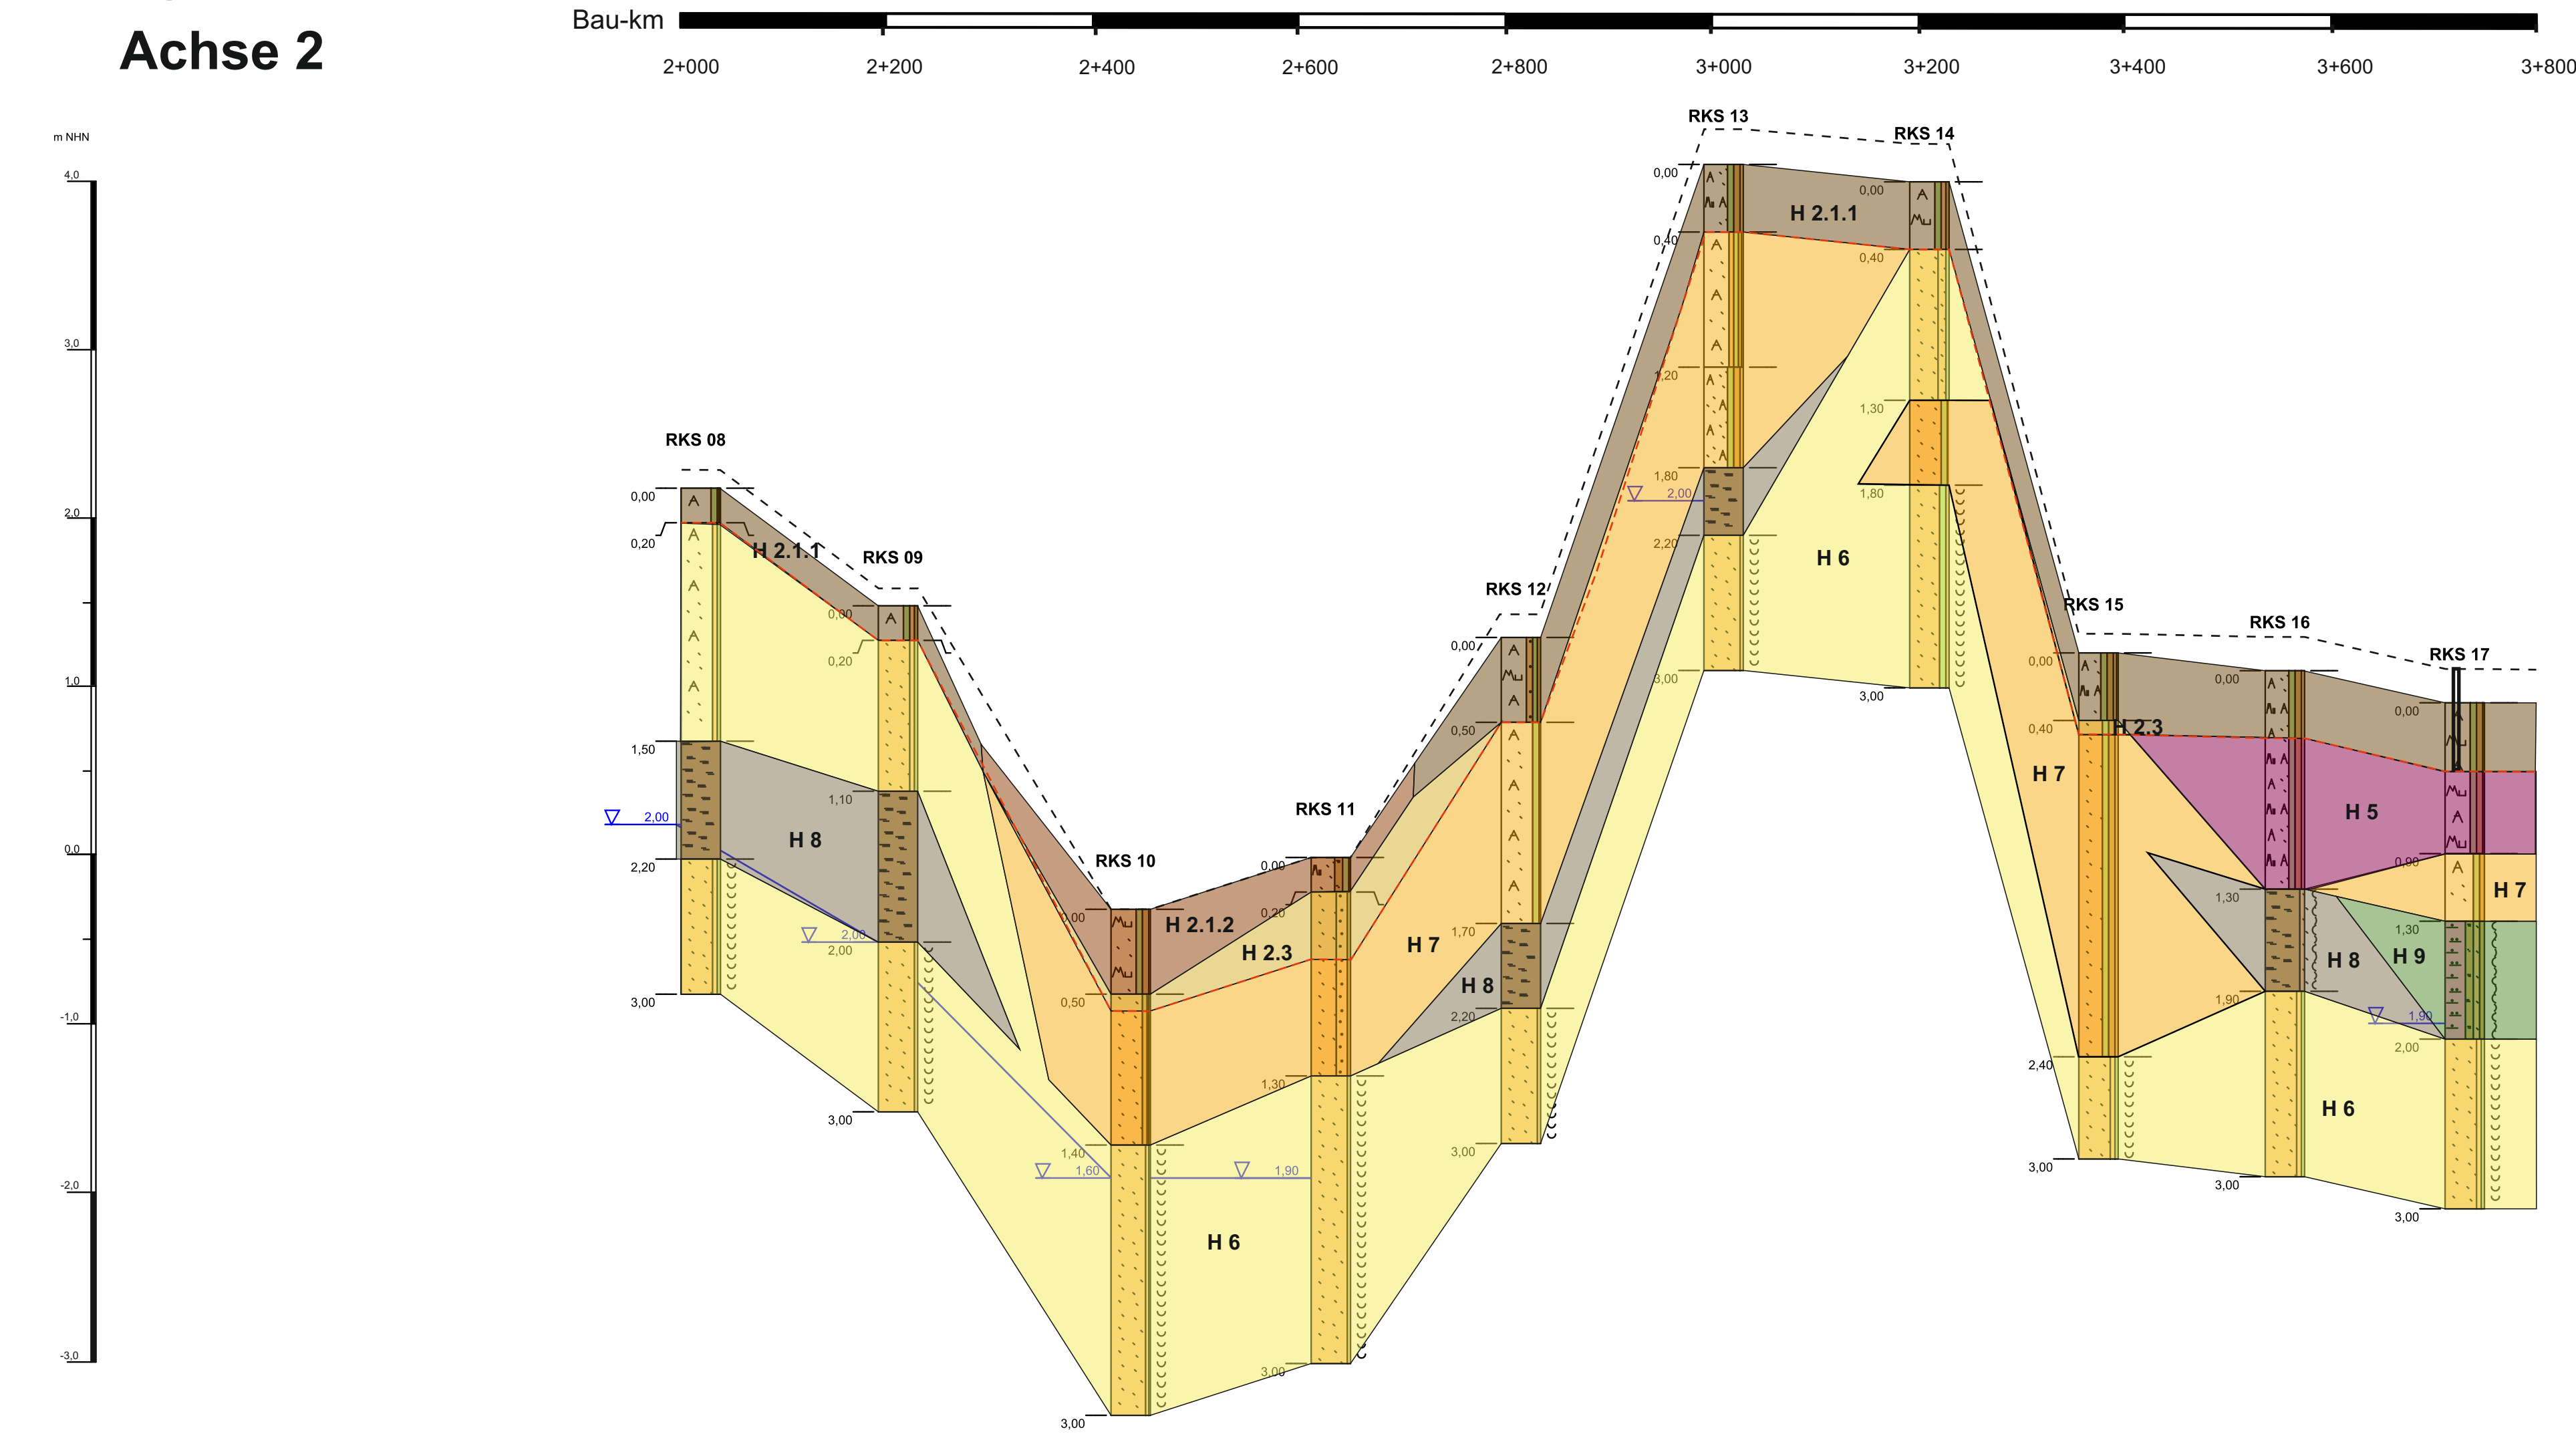 Bau-km
Achse 2
2+000 2+200 2+400 2+600 2+800 3+000 3+200 3+400 3+600 3+800
m NHN
4,0
3,0
2,0
1,0
0,0
-1,0
-2,0
-3,0
RKS 08
0,00
0,20
1,50
2,00
2,20
3,00
H 2.1.1
H 8
RKS 09
0,00
0,20
1,10
2,00
2,00
3,00
RKS 10
0,00
0,50
1,40
1,60
3,00
H 2.1.2
H 2.3
H 6
RKS 11
0,00
0,20
1,30
1,90
3,00
H 7
H 8
RKS 12
0,00
0,50
1,70
2,20
3,00
RKS 13
0,00
0,40
1,20
1,80
2,00
2,20
3,00
H 2.1.1
H 6
RKS 14
0,00
0,40
1,30
1,80
3,00
H 7
RKS 15
0,00
0,40
2,40
3,00
H 2.3
RKS 16
0,00
1,30
1,90
3,00
H 5
H 8
H 9
H 6
RKS 17
0,00
0,90
1,30
1,90
2,00
3,00
H 7